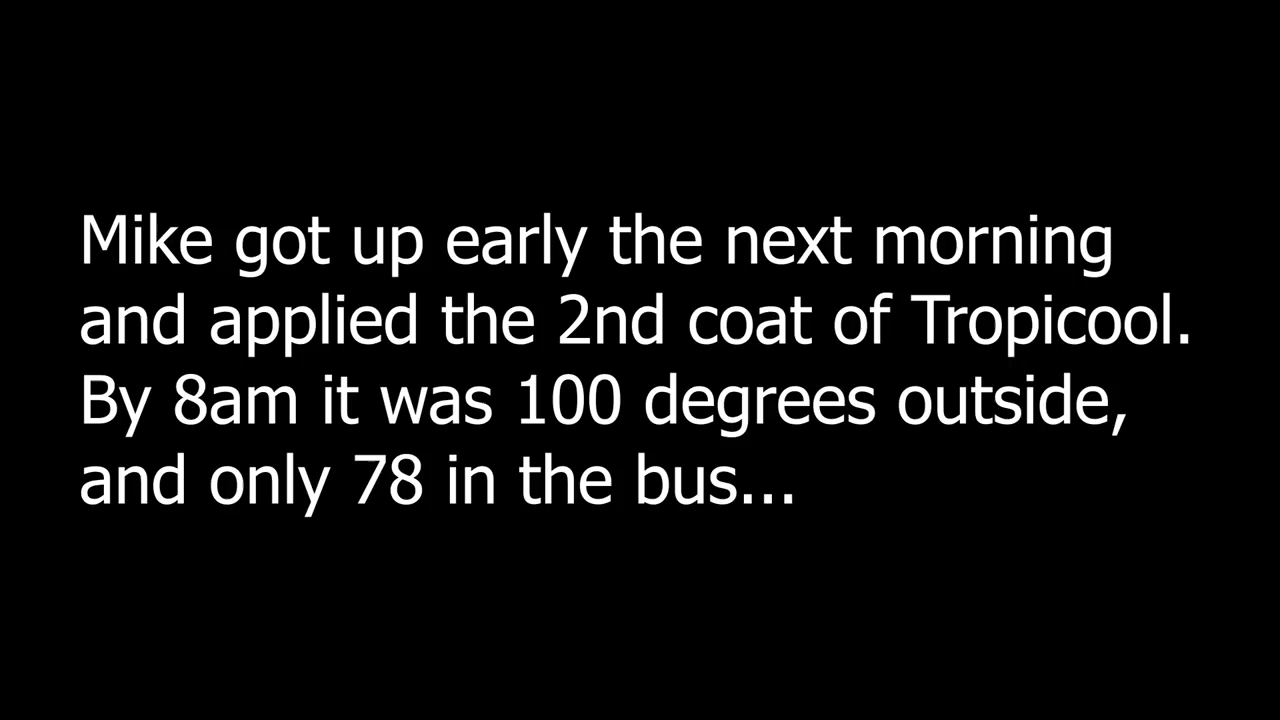 Mike got up early the next morning
and applied the 2nd coat of Tropicool.
By 8am it was 100 degrees outside,
and only 78 in the bus...